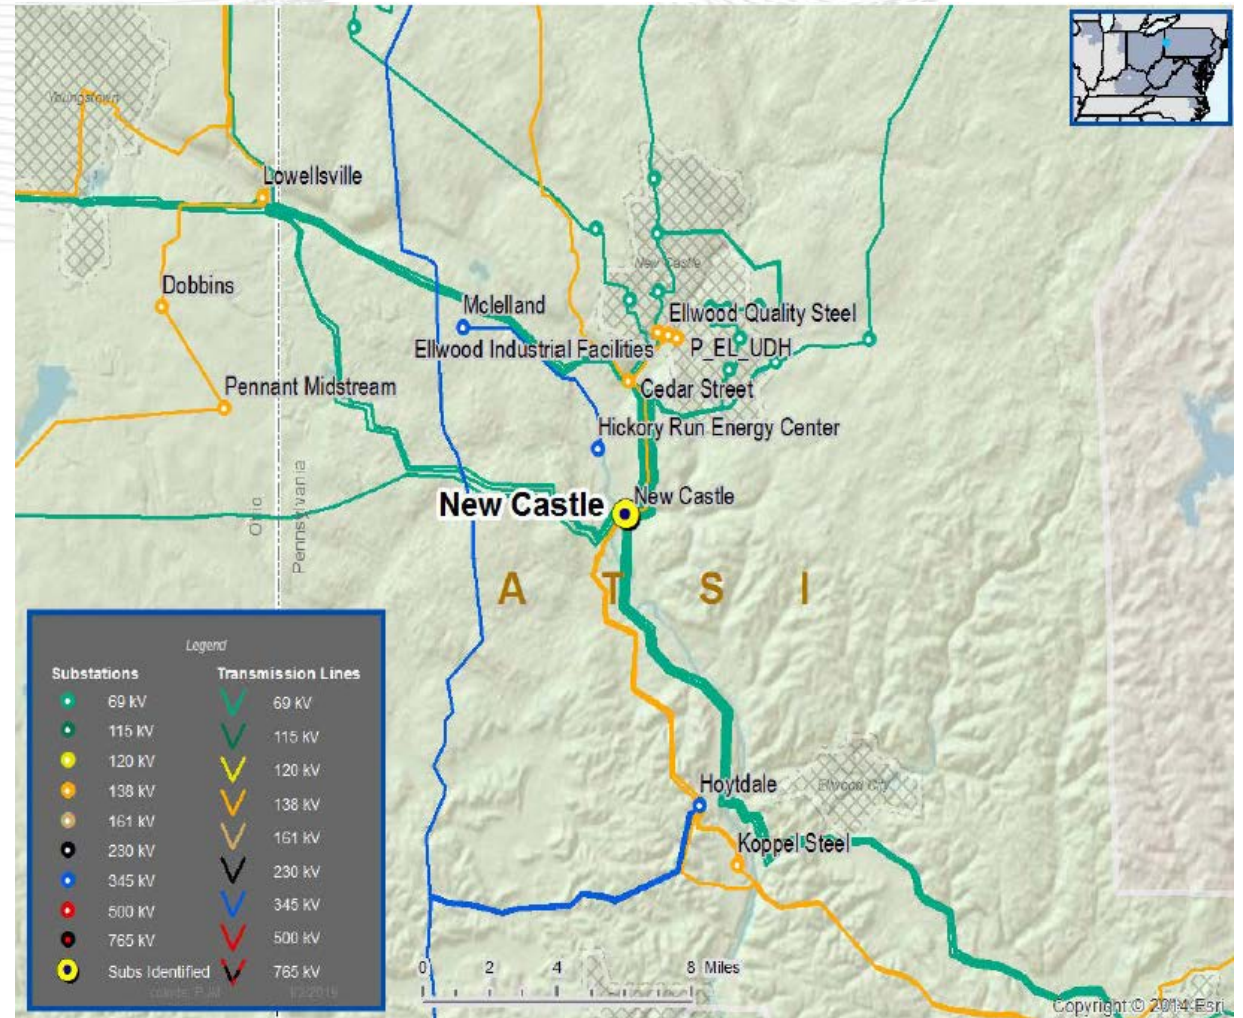 Youngstown
Lowellsville
New Castle
Dobbins
Mclelland
Ellwood Quality Steel
Ellwood Industrial Facilities
P_EL_UDH
Pennant Midstream
Cedar Street
Hickory Run Energy Center
New Castle
New Castle
Ohio
Pennsylvania
A T S I
Hoytdale
Ellwood City
Koppel Steel
Legend
Substations Transmission Lines
69 kV 69 kV
115 kV 115 kV
120 kV 120 kV
138 kV 138 kV
161 kV 161 kV
230 kV 230 kV
345 kV 345 kV
500 kV 500 kV
765 kV 765 kV
Subs Identified
0 2 4 8 Miles
Copyright:© 2014 Esri